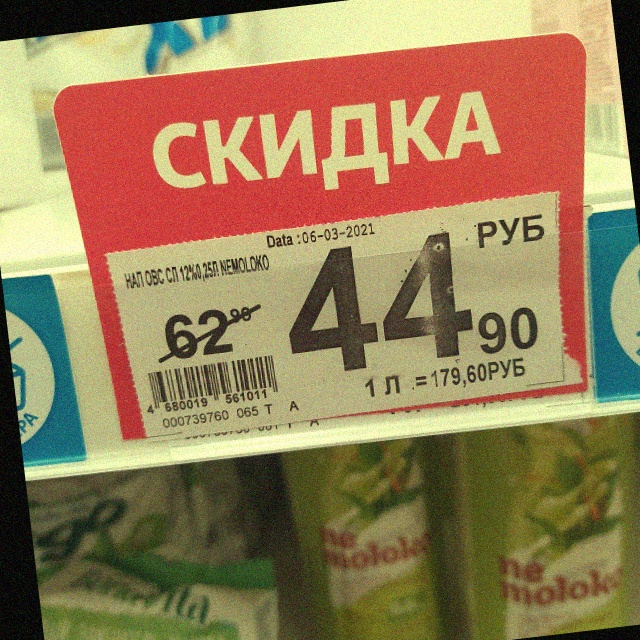 СКИДКА
Data :06-03-2021
НАП ОВС СЛ 12%0,25Л NEMOLOKO
РУБ
62 99
44 90
4 680019 561011
1 Л =179,60РУБ
000739760 065 Т А
ne
moloko
ne
moloko